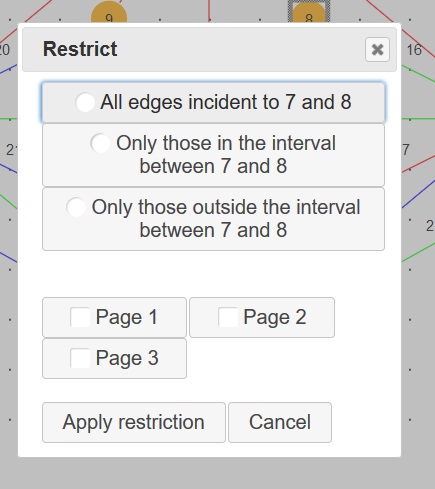 9
8
20
Restrict
16
All edges incident to 7 and 8
Only those in the interval
between 7 and 8
7
Only those outside the interval
between 7 and 8
Page 1
Page 2
Page 3
Apply restriction
Cancel